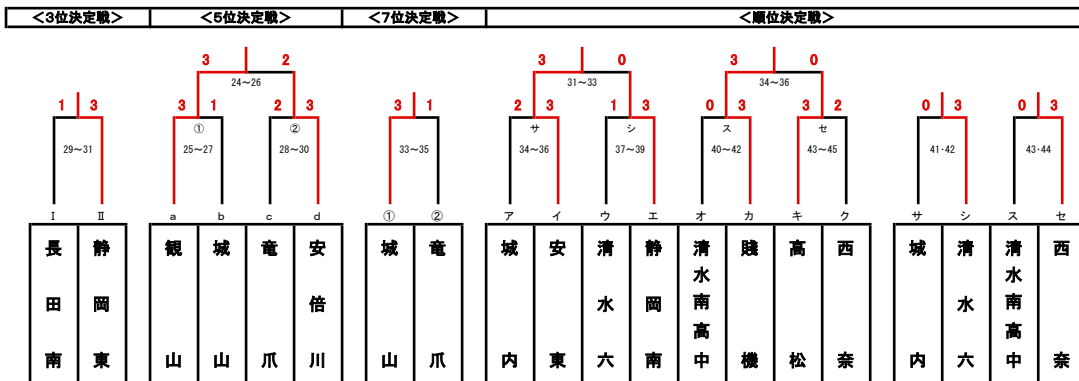 <3位決定戦> <5位決定戦> <7位決定戦> <順位決定戦>
3 2 3 0 3 0
24～26 31～33 34～36
1 3 3 1 2 3 3 1 2 3 1 3 0 3 3 2 0 3 0 3
① ② サ シ ス セ
29～31 25～27 28～30 33～35 34～36 37～39 40～42 43～45 41・42 43・44
Ⅰ Ⅱ a b c d ① ② ア イ ウ エ オ カ キ ク サ シ ス セ
長田南
静岡東
観山
城山
竜爪
安倍川
城山
竜爪
城内
安東
清水六
静岡南
清水南高中
賤機
高松
西奈
城内
清水六
清水南高中
西奈